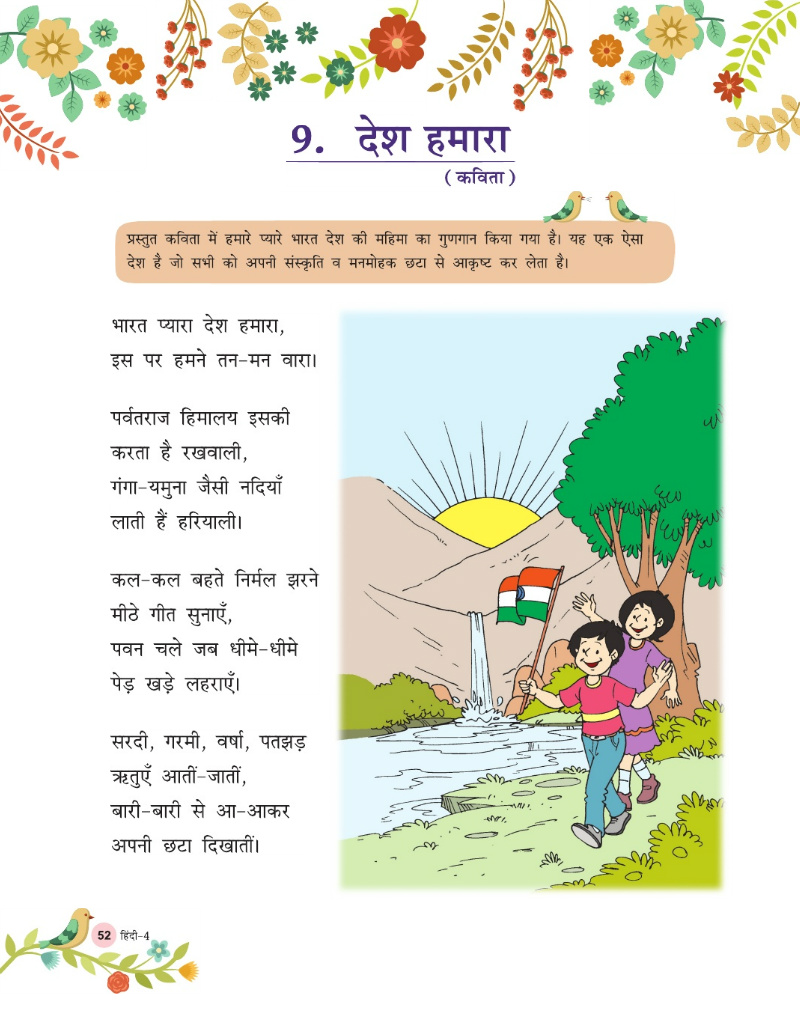 9. देश हमारा
( कविता )
प्रस्तुत कविता में हमारे प्यारे भारत देश की महिमा का गुणगान किया गया है। यह एक ऐसा
देश है जो सभी को अपनी संस्कृति व मनमोहक छटा से आकृष्ट कर लेता है।
भारत प्यारा देश हमारा,
इस पर हमने तन-मन वारा।
पर्वतराज हिमालय इसकी
करता है रखवाली,
गंगा-यमुना जैसी नदियाँ
लाती हैं हरियाली।
कल-कल बहते निर्मल झरने
मीठे गीत सुनाएँ,
पवन चले जब धीमे-धीमे
पेड़ खड़े लहराएँ।
सरदी, गरमी, वर्षा, पतझड़
ऋतुएँ आतीं-जातीं,
बारी-बारी से आ-आकर
अपनी छटा दिखातीं।
52 हिंदी-4